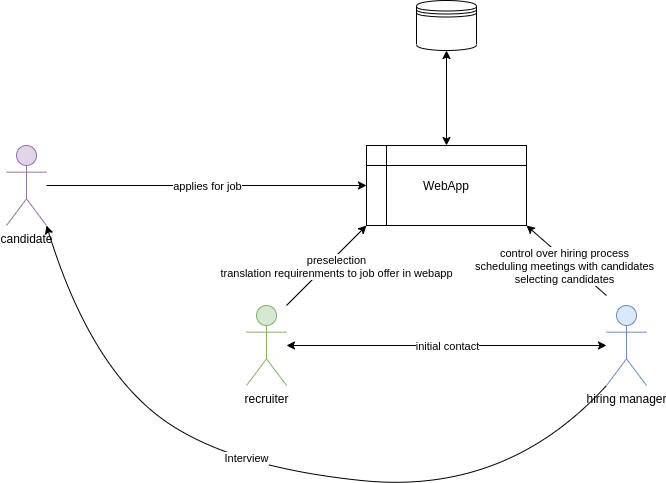 WebApp
applies for job
candidate
preselection
translation requirenments to job offer in webapp
control over hiring process
scheduling meetings with candidates
selecting candidates
initial contact
recruiter
hiring manager
Interview